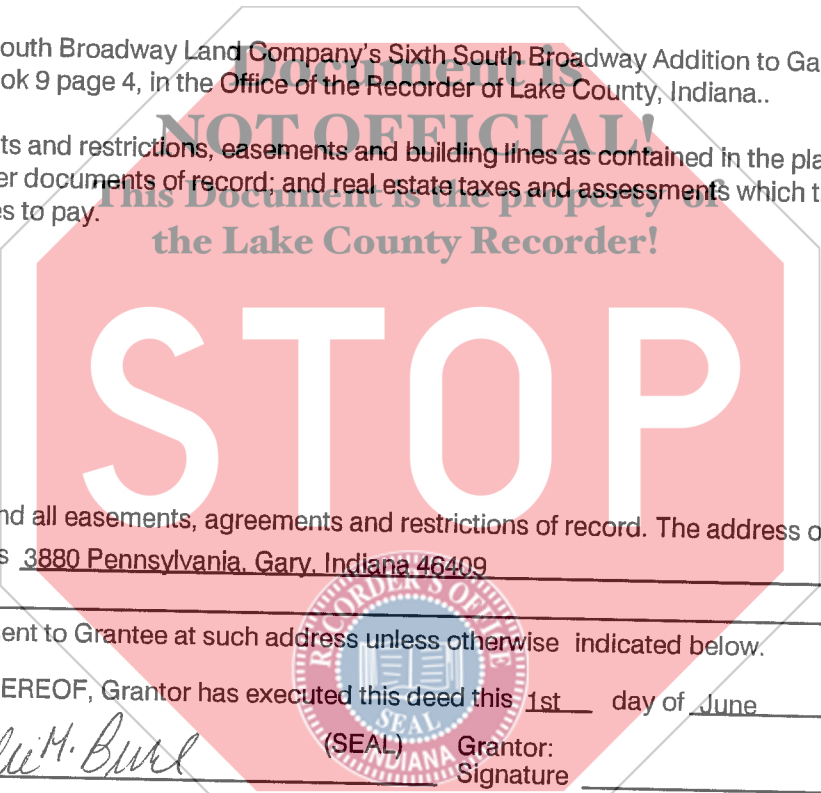 outh Broadway Land Company's Sixth South Broadway Addition to Ga
ok 9 page 4, in the Office of the Recorder of Lake County, Indiana..
Document is
NOT OFFICIAL!
ts and restrictions, easements and building lines as contained in the pla
er documents of record; and real estate taxes and assessments which t
This Document is the property of
es to pay.
the Lake County Recorder!
STOP
nd all easements, agreements and restrictions of record. The address o
s 3880 Pennsylvania, Gary, Indiana 46409
ent to Grantee at such address unless otherwise indicated below.
EREOF, Grantor has executed this deed this 1st day of June
(SEAL) Grantor:
Signature
RECORDER'S OFFICE
SEAL
INDIANA